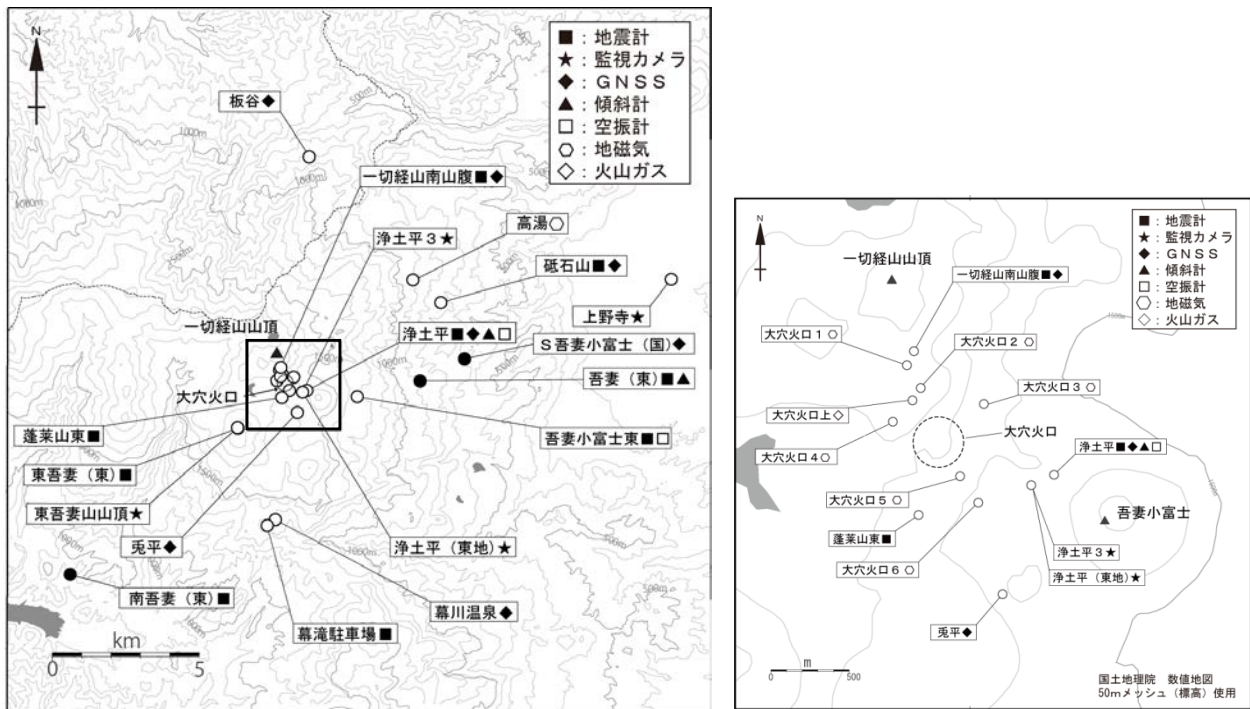 N
■：地震計
★：監視カメラ
◆：ＧＮＳＳ
▲：傾斜計
□：空振計
⬡：地磁気
◇：火山ガス
板谷◆
500m
500m
1000m
1000m
一切経山南山腹■◆
高湯⬡
浄土平３★
砥石山■◆
上野寺★
一切経山山頂
浄土平■◆▲□
Ｓ吾妻小富士（国）◆
吾妻（東）■▲
大穴火口
蓬莱山東■
吾妻小富士東■□
東吾妻（東）■
東吾妻山山頂★
兎平◆
浄土平（東地）★
1500m
1000m
500m
南吾妻（東）■
幕川温泉◆
幕滝駐車場■
km
0 5
N
■：地震計
★：監視カメラ
◆：ＧＮＳＳ
▲：傾斜計
□：空振計
⬡：地磁気
◇：火山ガス
一切経山山頂
一切経山南山腹■◆
大穴火口１⬡
大穴火口２⬡
大穴火口３⬡
大穴火口上◇
大穴火口
大穴火口４⬡
浄土平■◆▲□
大穴火口５⬡
吾妻小富士
蓬莱山東■
浄土平３★
大穴火口６⬡
浄土平（東地）★
兎平◆
m
0 500
国土地理院　数値地図
50mメッシュ（標高）使用